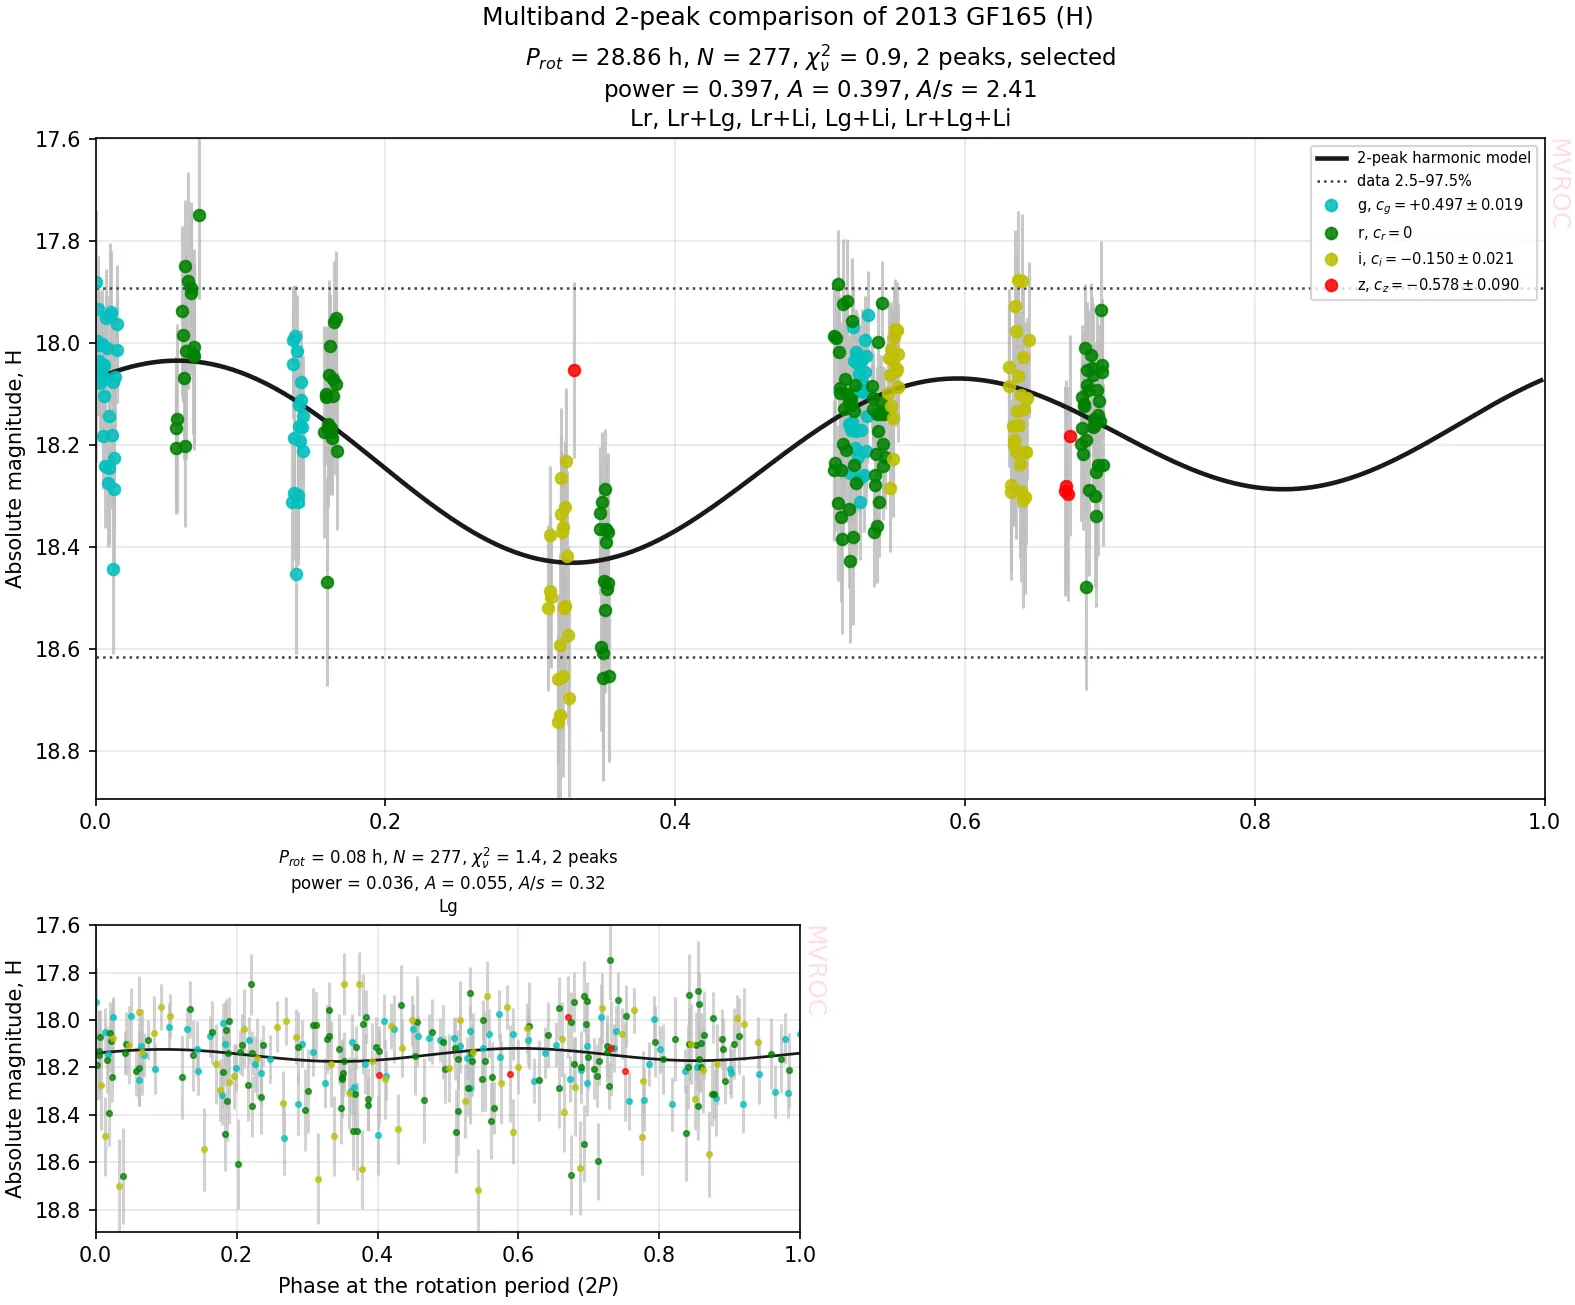 Multiband 2-peak comparison of 2013 GF165 (H)
P_rot = 28.86 h, N = 277, χ²_ν = 0.9, 2 peaks, selected
power = 0.397, A = 0.397, A/s = 2.41
Lr, Lr+Lg, Lr+Li, Lg+Li, Lr+Lg+Li
Absolute magnitude, H
17.6
17.8
18.0
18.2
18.4
18.6
18.8
0.0 0.2 0.4 0.6 0.8 1.0
2-peak harmonic model
data 2.5–97.5%
g, c_g = +0.497 ± 0.019
r, c_r = 0
i, c_i = −0.150 ± 0.021
z, c_z = −0.578 ± 0.090
MVROC
P_rot = 0.08 h, N = 277, χ²_ν = 1.4, 2 peaks
power = 0.036, A = 0.055, A/s = 0.32
Lg
Absolute magnitude, H
17.6
17.8
18.0
18.2
18.4
18.6
18.8
0.0 0.2 0.4 0.6 0.8 1.0
Phase at the rotation period (2P)
MVROC